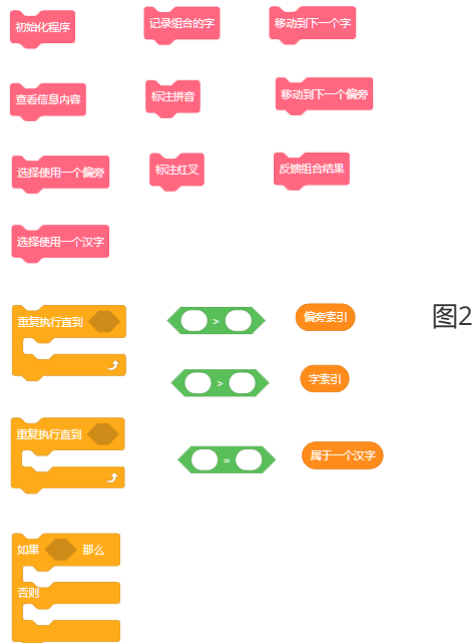 初始化程序 记录组合的字 移动到下一个字
查看信息内容 标注拼音 移动到下一个偏旁
选择使用一个偏旁 标注红叉 反馈组合结果
选择使用一个汉字
重复执行直到 > 偏旁索引 图2
> 字索引
重复执行直到 = 属于一个汉字
如果 那么
否则